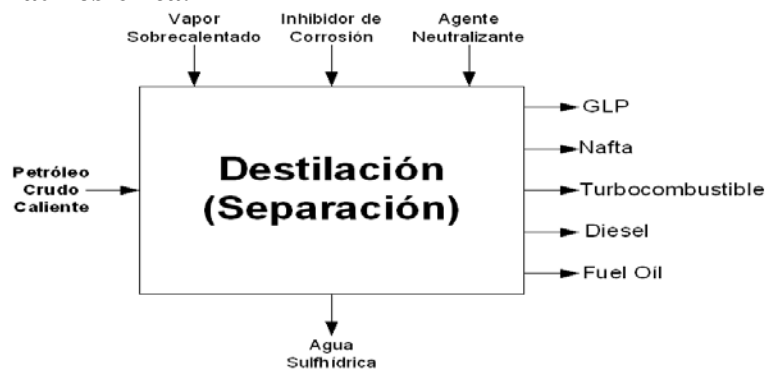 Vapor
Sobrecalentado
Inhibidor de
Corrosión
Agente
Neutralizante
GLP
Nafta
Petróleo
Crudo
Caliente
Destilación
(Separación)
Turbocombustible
Diesel
Fuel Oíl
Agua
Sulfhídrica